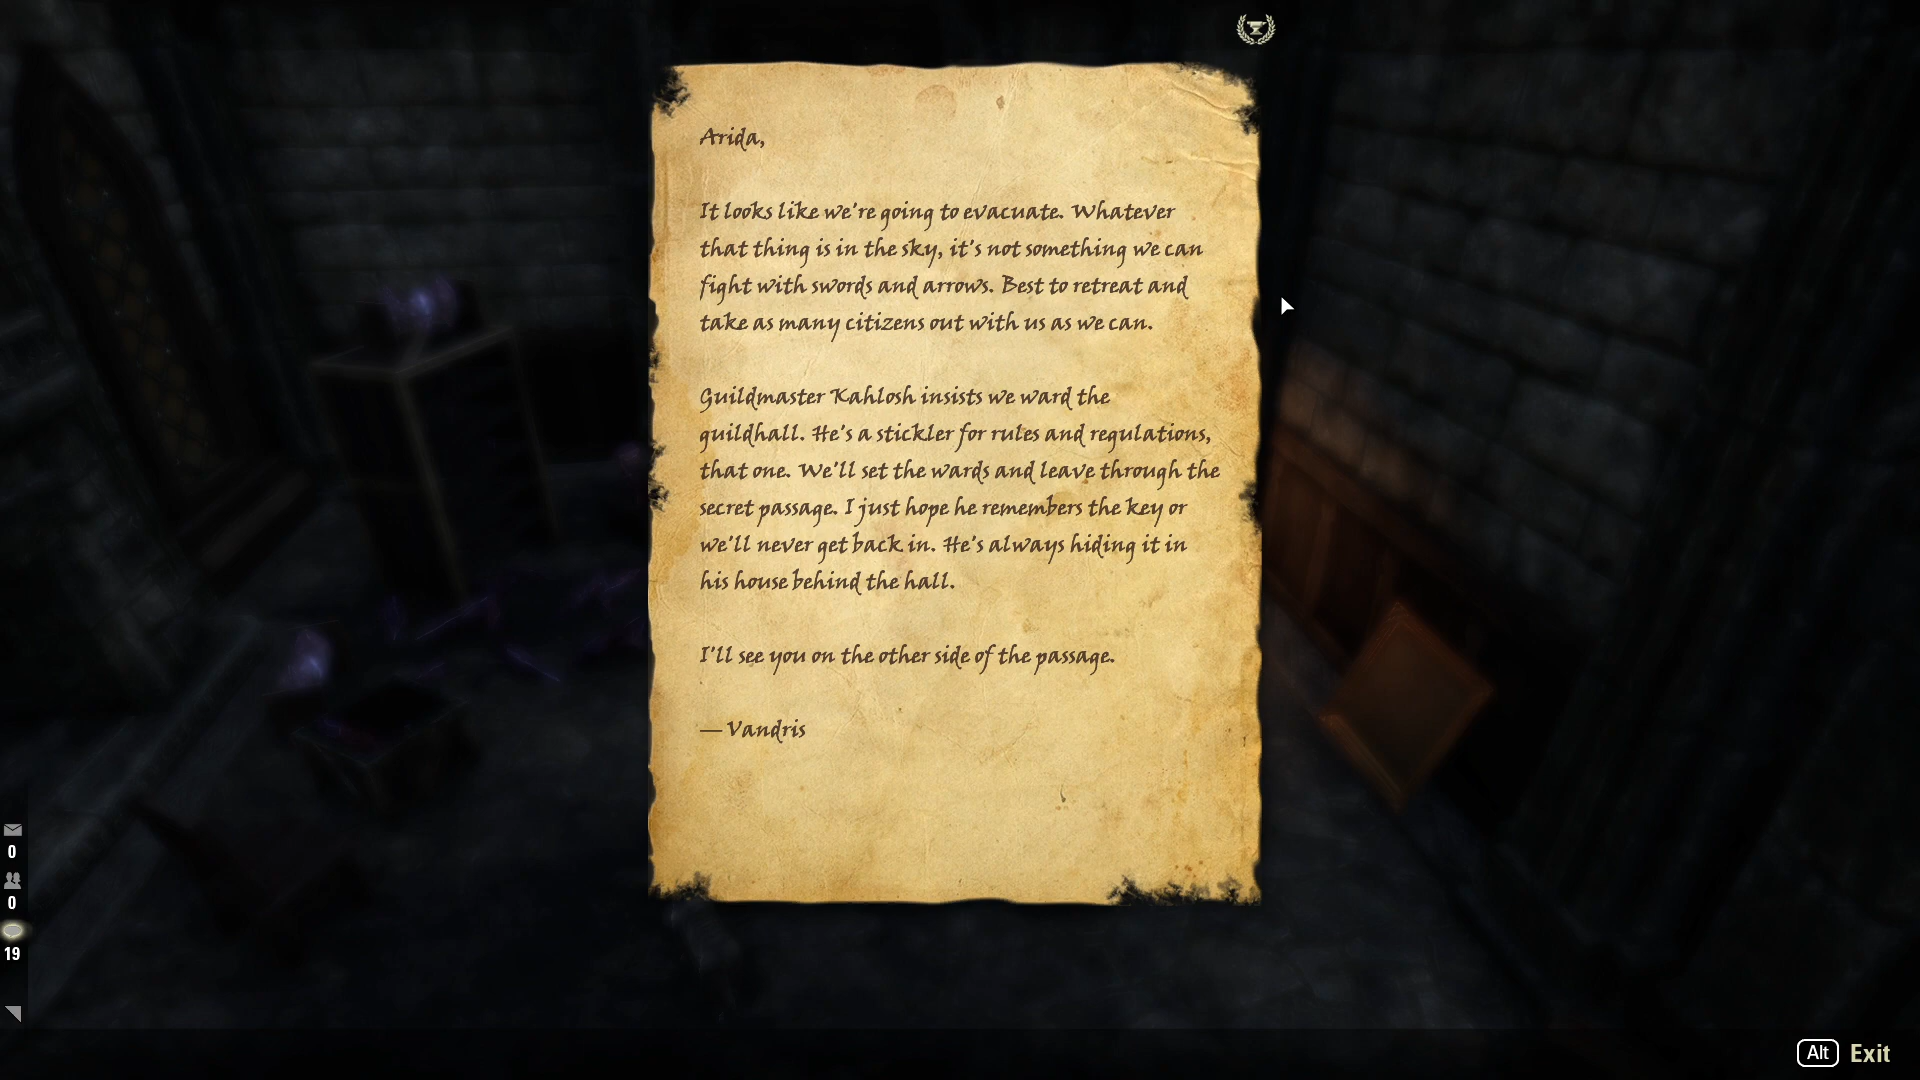 Arida,
It looks like we're going to evacuate. Whatever
that thing is in the sky, it's not something we can
fight with swords and arrows. Best to retreat and
take as many citizens out with us as we can.
Guildmaster Kahlosh insists we ward the
guildhall. He's a stickler for rules and regulations,
that one. We'll set the wards and leave through the
secret passage. I just hope he remembers the key or
we'll never get back in. He's always hiding it in
his house behind the hall.
I'll see you on the other side of the passage.
— Vandris
0
0
19
Alt Exit